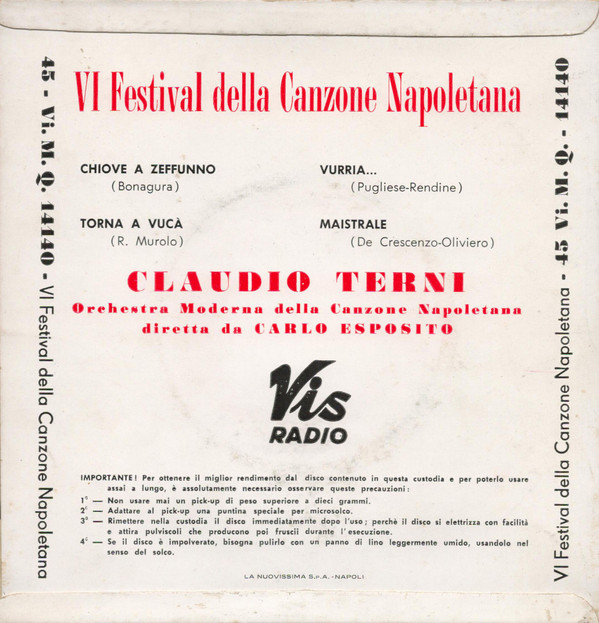 VI Festival della Canzone Napoletana
45 - Vi. M. Q. 14140 - VI Festival della Canzone Napoletana
CHIOVE A ZEFFUNNO
(Bonagura)
TORNA A VUCÀ
(R. Murolo)
VURRIA...
(Pugliese-Rendine)
MAISTRALE
(De Crescenzo-Oliviero)
CLAUDIO TERNI
Orchestra Moderna della Canzone Napoletana
diretta da CARLO ESPOSITO
Vis
RADIO
IMPORTANTE! Per ottenere il miglior rendimento dal disco contenuto in questa custodia e per poterlo usare
assai a lungo, è assolutamente necessario osservare queste precauzioni:
1° — Non usare mai un pick-up di peso superiore a dieci grammi.
2° — Adattare al pick-up una puntina speciale per microsolco.
3° — Rimettere nella custodia il disco immediatamente dopo l'uso; perchè il disco si elettrizza con facilità
e attira pulviscoli che producono poi fruscii durante l'esecuzione.
4° — Se il disco è impolverato, bisogna pulirlo con un panno di lino leggermente umido, usandolo nel
senso del solco.
LA NUOVISSIMA S.P.A. -NAPOLI
VI Festival della Canzone Napoletana - 45 Vi. M. Q. - 14140